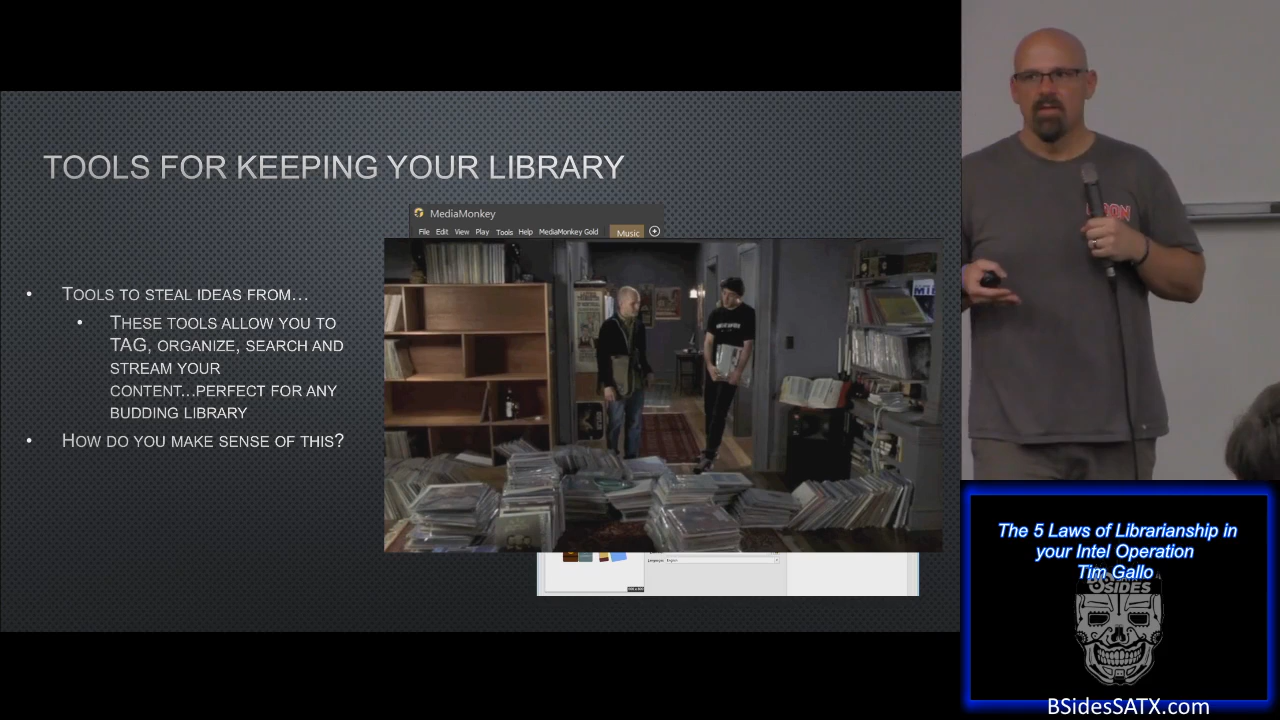 TOOLS FOR KEEPING YOUR LIBRARY
MediaMonkey
File Edit View Play Tools Help MediaMonkey Gold Music
• TOOLS TO STEAL IDEAS FROM…
• THESE TOOLS ALLOW YOU TO
TAG, ORGANIZE, SEARCH AND
STREAM YOUR
CONTENT…PERFECT FOR ANY
BUDDING LIBRARY
• HOW DO YOU MAKE SENSE OF THIS?
The 5 Laws of Librarianship in
your Intel Operation
Tim Gallo
BSIDES
BSidesSATX.com